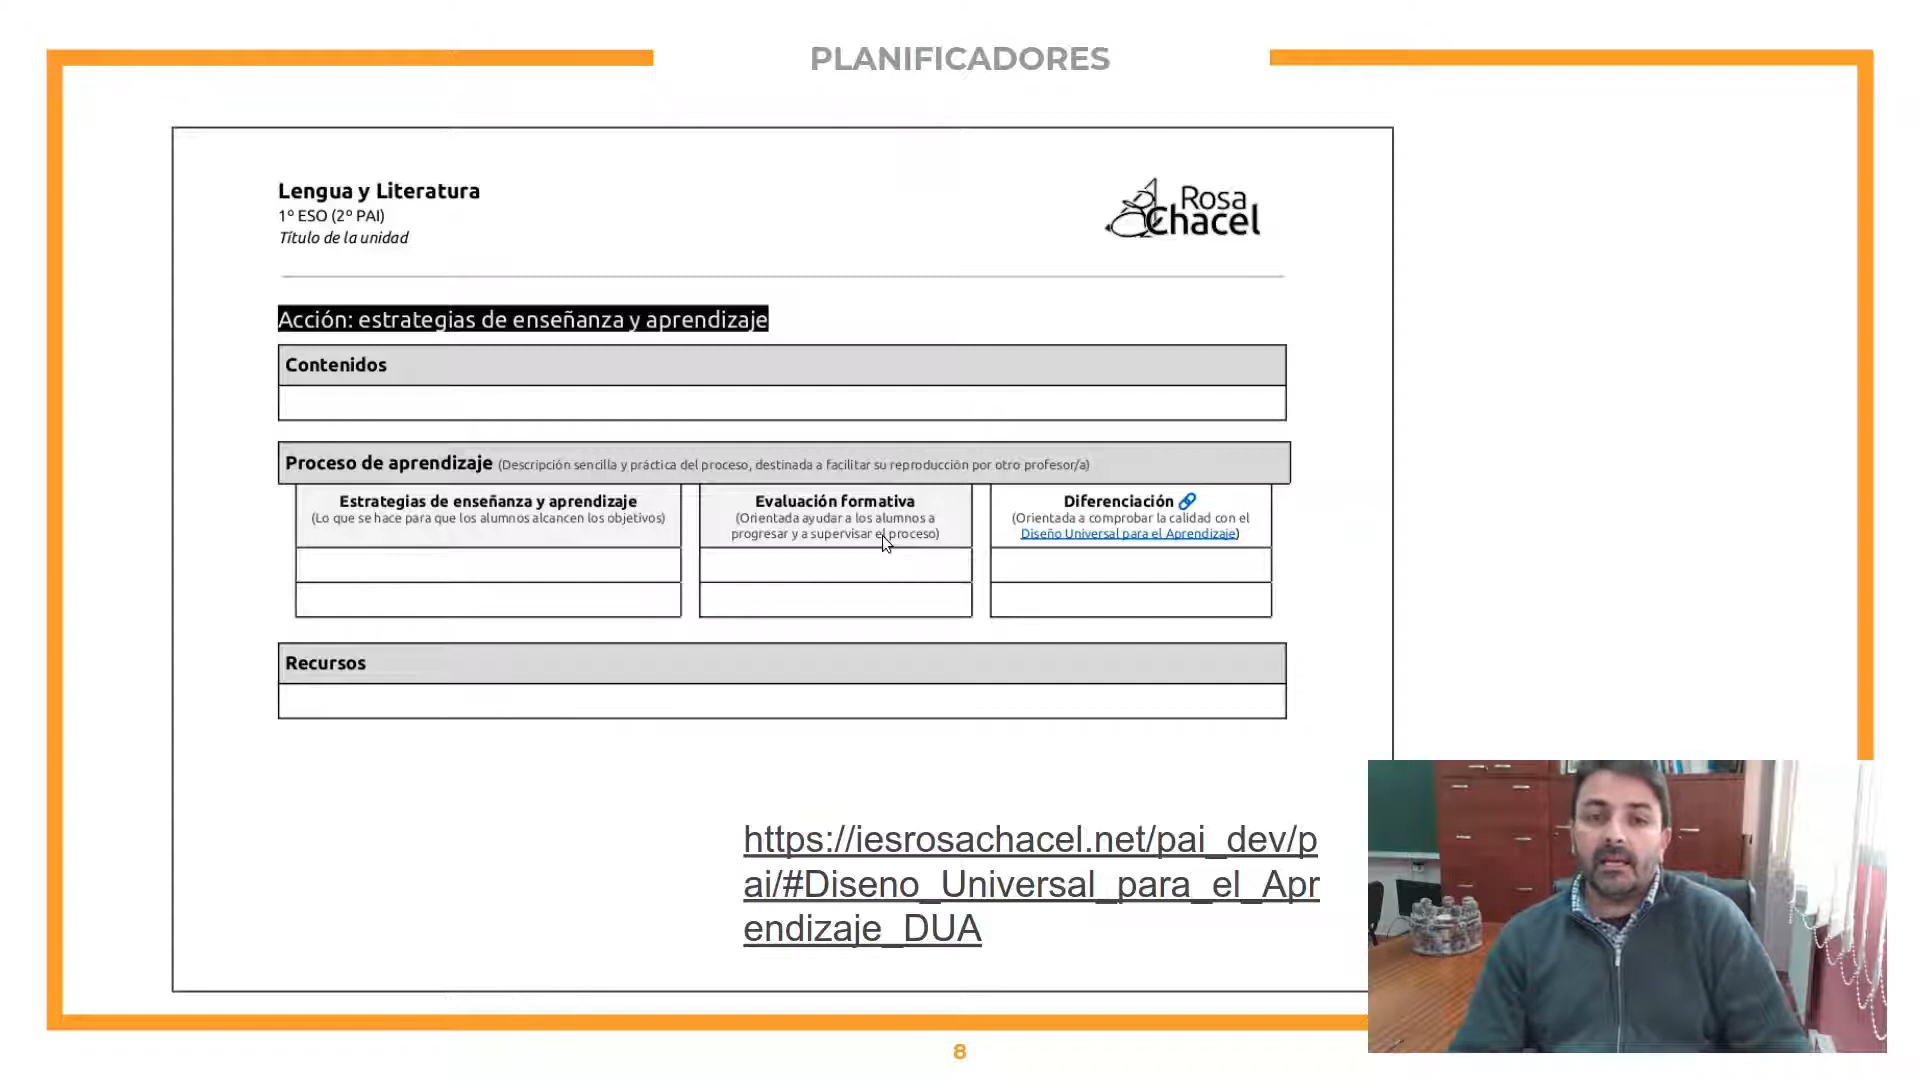 PLANIFICADORES
Lengua y Literatura
1º ESO (2º PAI)
Título de la unidad
Rosa
Chacel
Acción: estrategias de enseñanza y aprendizaje
Contenidos
Proceso de aprendizaje (Descripción sencilla y práctica del proceso, destinada a facilitar su reproducción por otro profesor/a)
Estrategias de enseñanza y aprendizaje
(Lo que se hace para que los alumnos alcancen los objetivos)
Evaluación formativa
(Orientada ayudar a los alumnos a
progresar y a supervisar el proceso)
Diferenciación
(Orientada a comprobar la calidad con el
Diseño Universal para el Aprendizaje)
Recursos
https://iesrosachacel.net/pai_dev/p
ai/#Diseno_Universal_para_el_Apr
endizaje_DUA
8